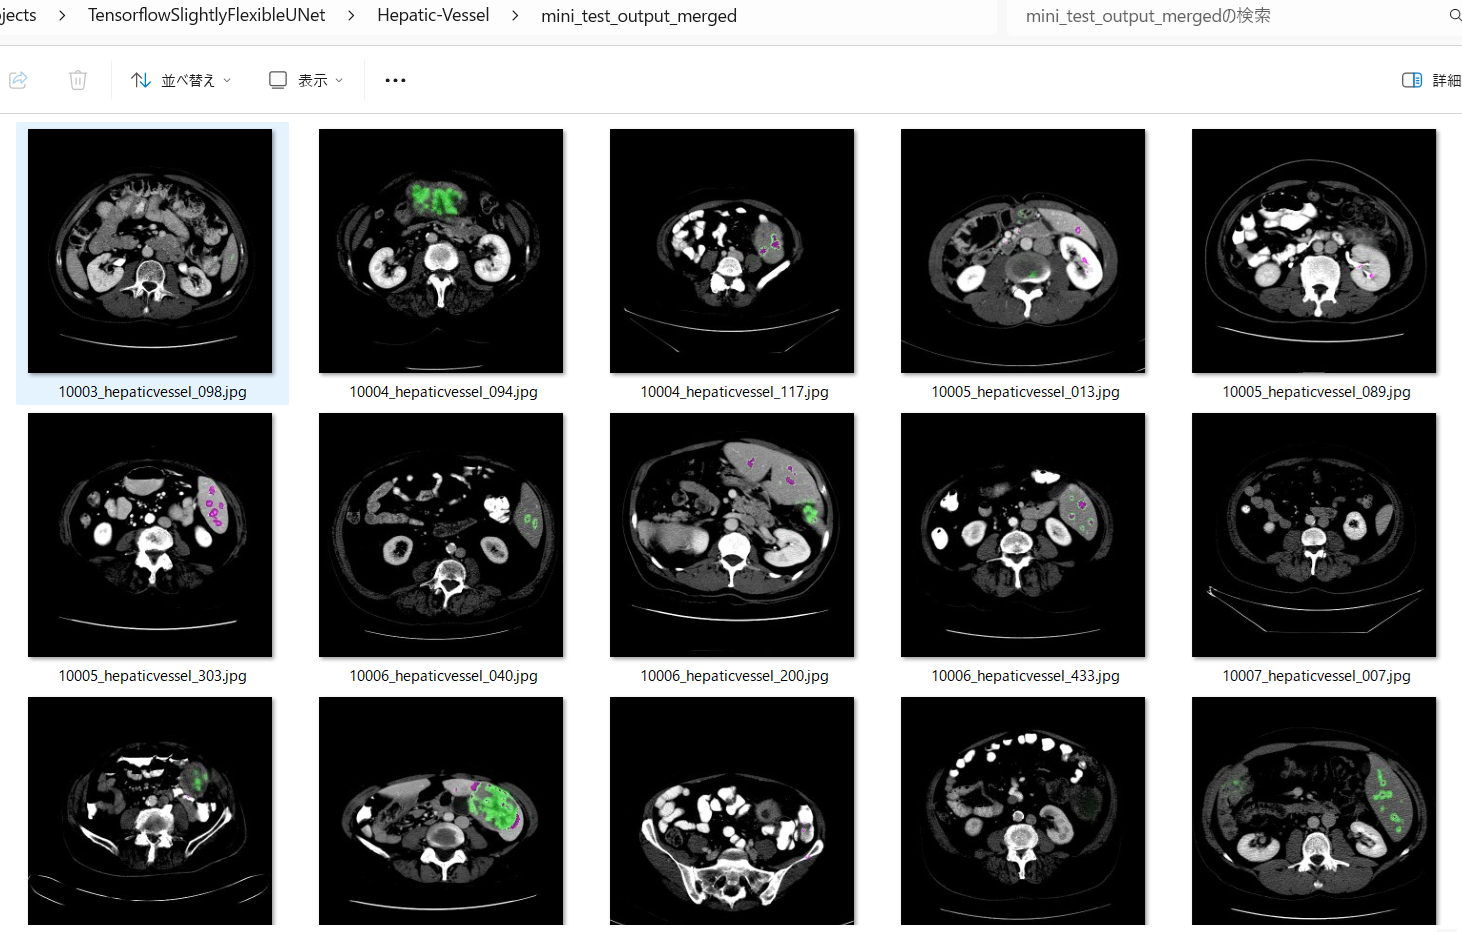 jects > TensorflowSlightlyFlexibleUNet > Hepatic-Vessel > mini_test_output_merged
mini_test_output_mergedの検索
並べ替え 表示 詳細
10003_hepaticvessel_098.jpg 10004_hepaticvessel_094.jpg 10004_hepaticvessel_117.jpg 10005_hepaticvessel_013.jpg 10005_hepaticvessel_089.jpg
10005_hepaticvessel_303.jpg 10006_hepaticvessel_040.jpg 10006_hepaticvessel_200.jpg 10006_hepaticvessel_433.jpg 10007_hepaticvessel_007.jpg